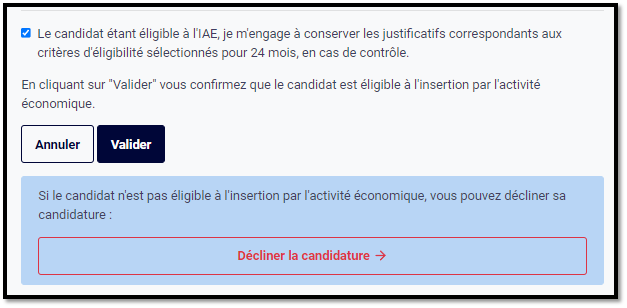 Le candidat étant éligible à l'IAE, je m'engage à conserver les justificatifs correspondants aux
critères d'éligibilité sélectionnés pour 24 mois, en cas de contrôle.
En cliquant sur "Valider" vous confirmez que le candidat est éligible à l'insertion par l'activité
économique.
Annuler Valider
Si le candidat n'est pas éligible à l'insertion par l'activité économique, vous pouvez décliner sa
candidature :
Décliner la candidature →